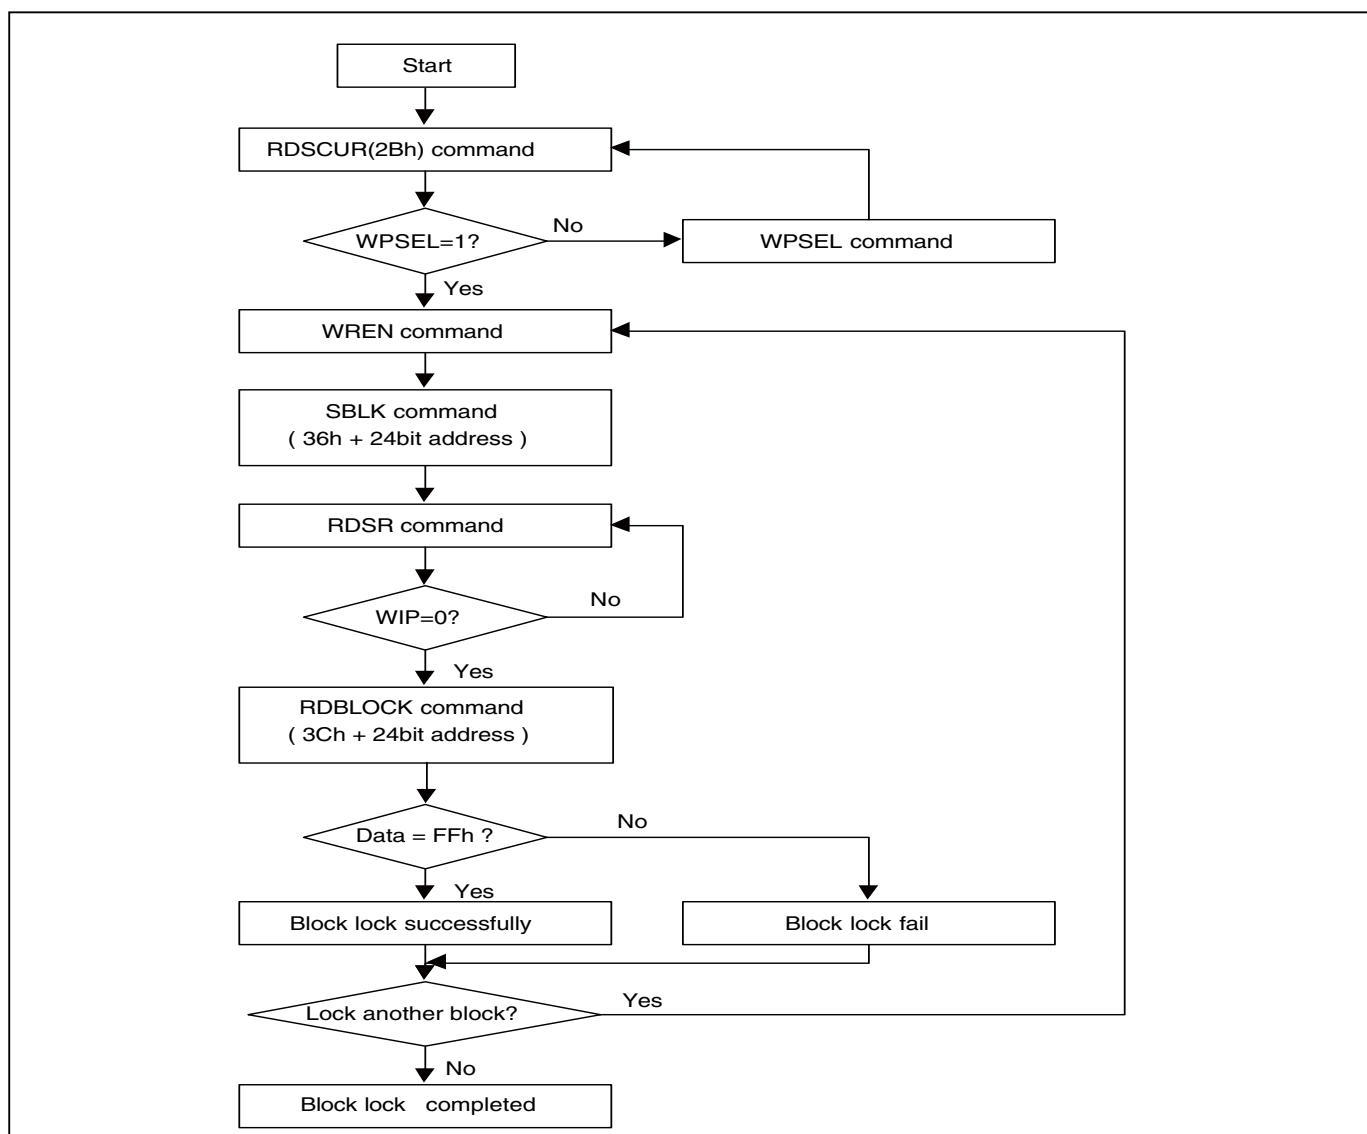 Start
RDSCUR(2Bh) command
WPSEL=1?
No
WPSEL command
Yes
WREN command
SBLK command
( 36h + 24bit address )
RDSR command
WIP=0?
No
Yes
RDBLOCK command
( 3Ch + 24bit address )
Data = FFh ?
No
Yes
Block lock successfully
Block lock fail
Lock another block?
Yes
No
Block lock completed